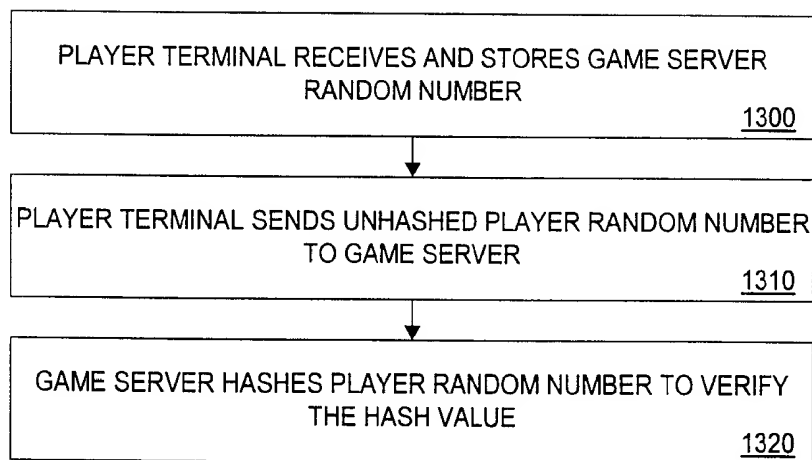 PLAYER TERMINAL RECEIVES AND STORES GAME SERVER
RANDOM NUMBER
1300
PLAYER TERMINAL SENDS UNHASHED PLAYER RANDOM NUMBER
TO GAME SERVER
1310
GAME SERVER HASHES PLAYER RANDOM NUMBER TO VERIFY
THE HASH VALUE
1320